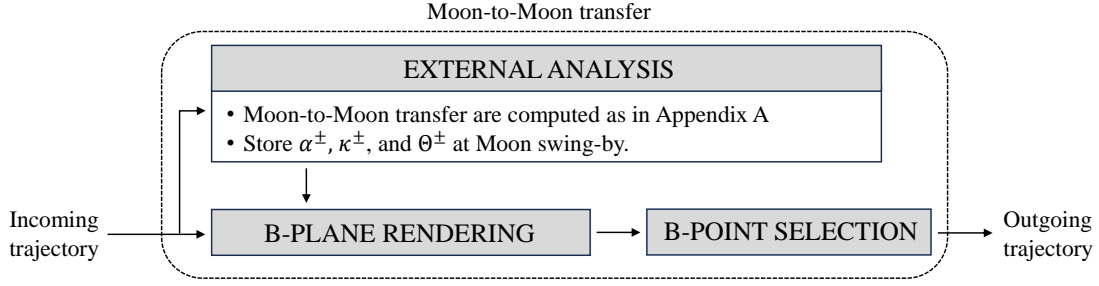 Moon-to-Moon transfer
EXTERNAL ANALYSIS
• Moon-to-Moon transfer are computed as in Appendix A
• Store α±, κ±, and Θ± at Moon swing-by.
Incoming
trajectory
B-PLANE RENDERING
B-POINT SELECTION
Outgoing
trajectory